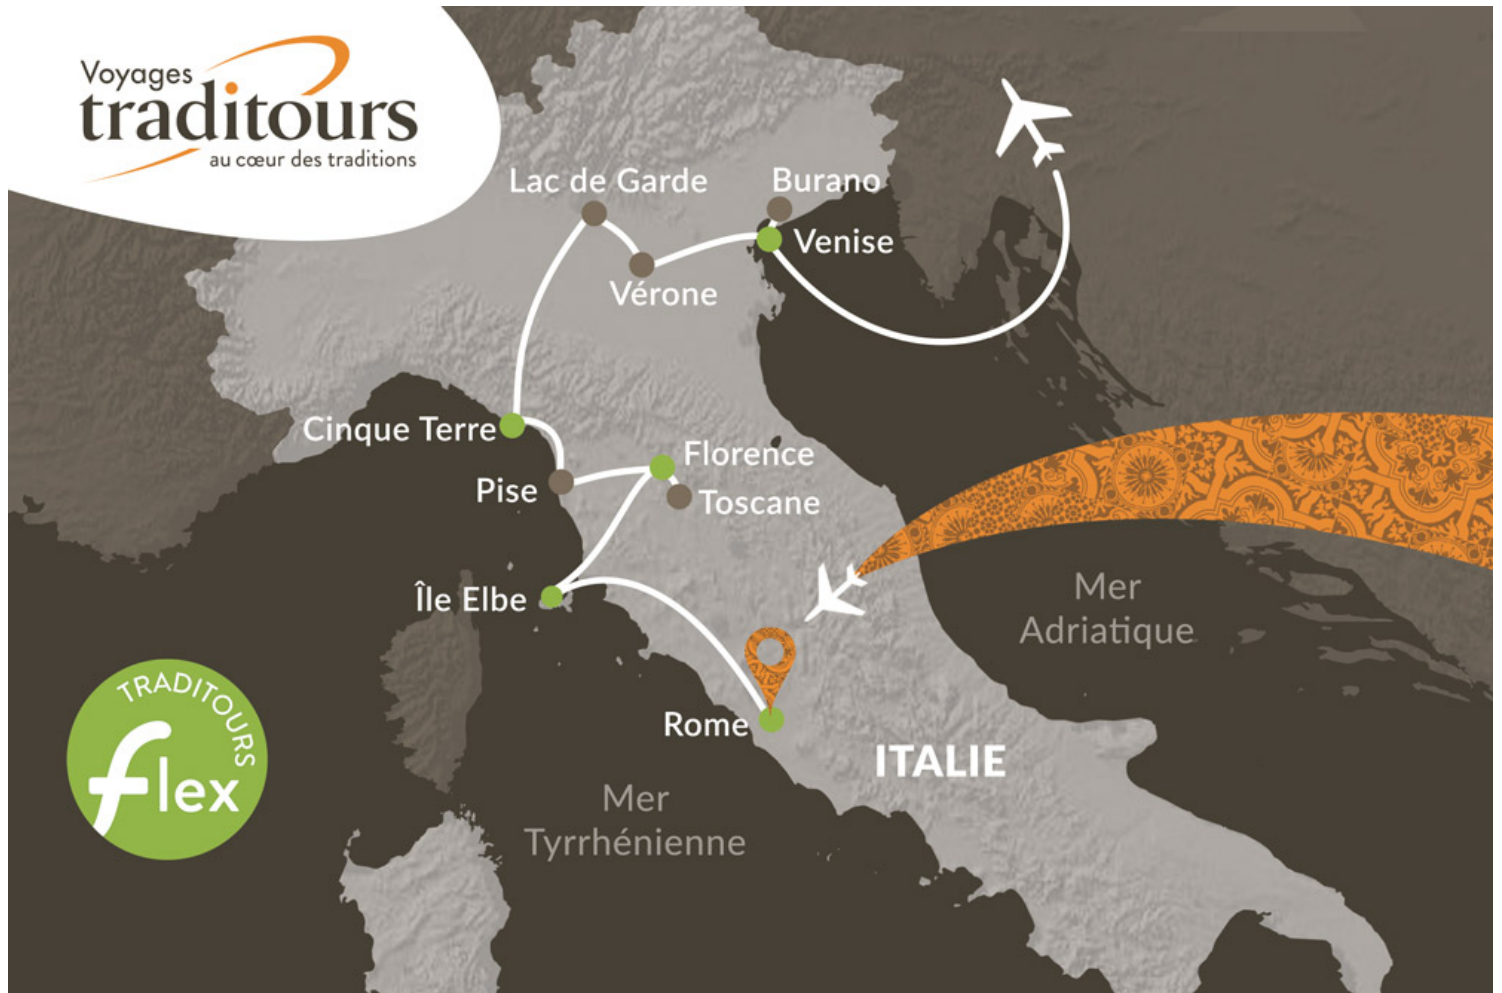 Voyages
traditours
au cœur des traditions
Lac de Garde
Burano
Venise
Vérone
Cinque Terre
Florence
Pise
Toscane
Île Elbe
Mer
Adriatique
TRADITOURS
flex
Rome
ITALIE
Mer
Tyrrhénienne